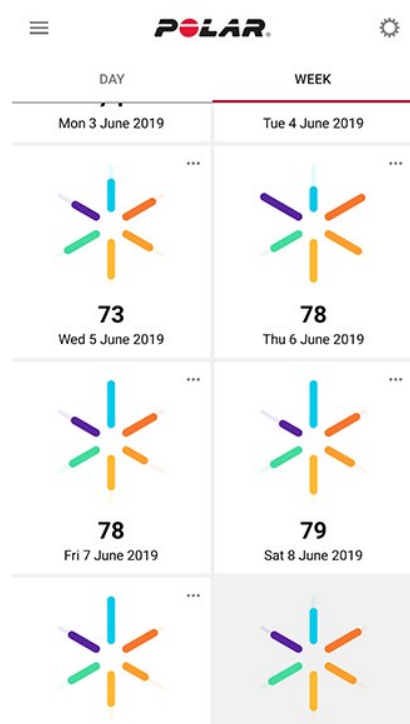 POLAR
DAY WEEK
Mon 3 June 2019 Tue 4 June 2019
73 78
Wed 5 June 2019 Thu 6 June 2019
78 79
Fri 7 June 2019 Sat 8 June 2019